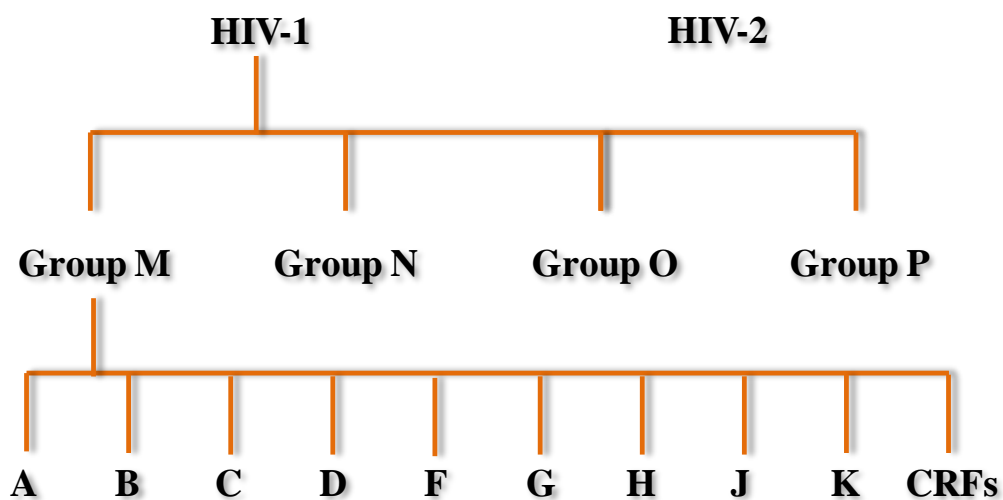 HIV-1 HIV-2
Group M Group N Group O Group P
A B C D F G H J K CRFs